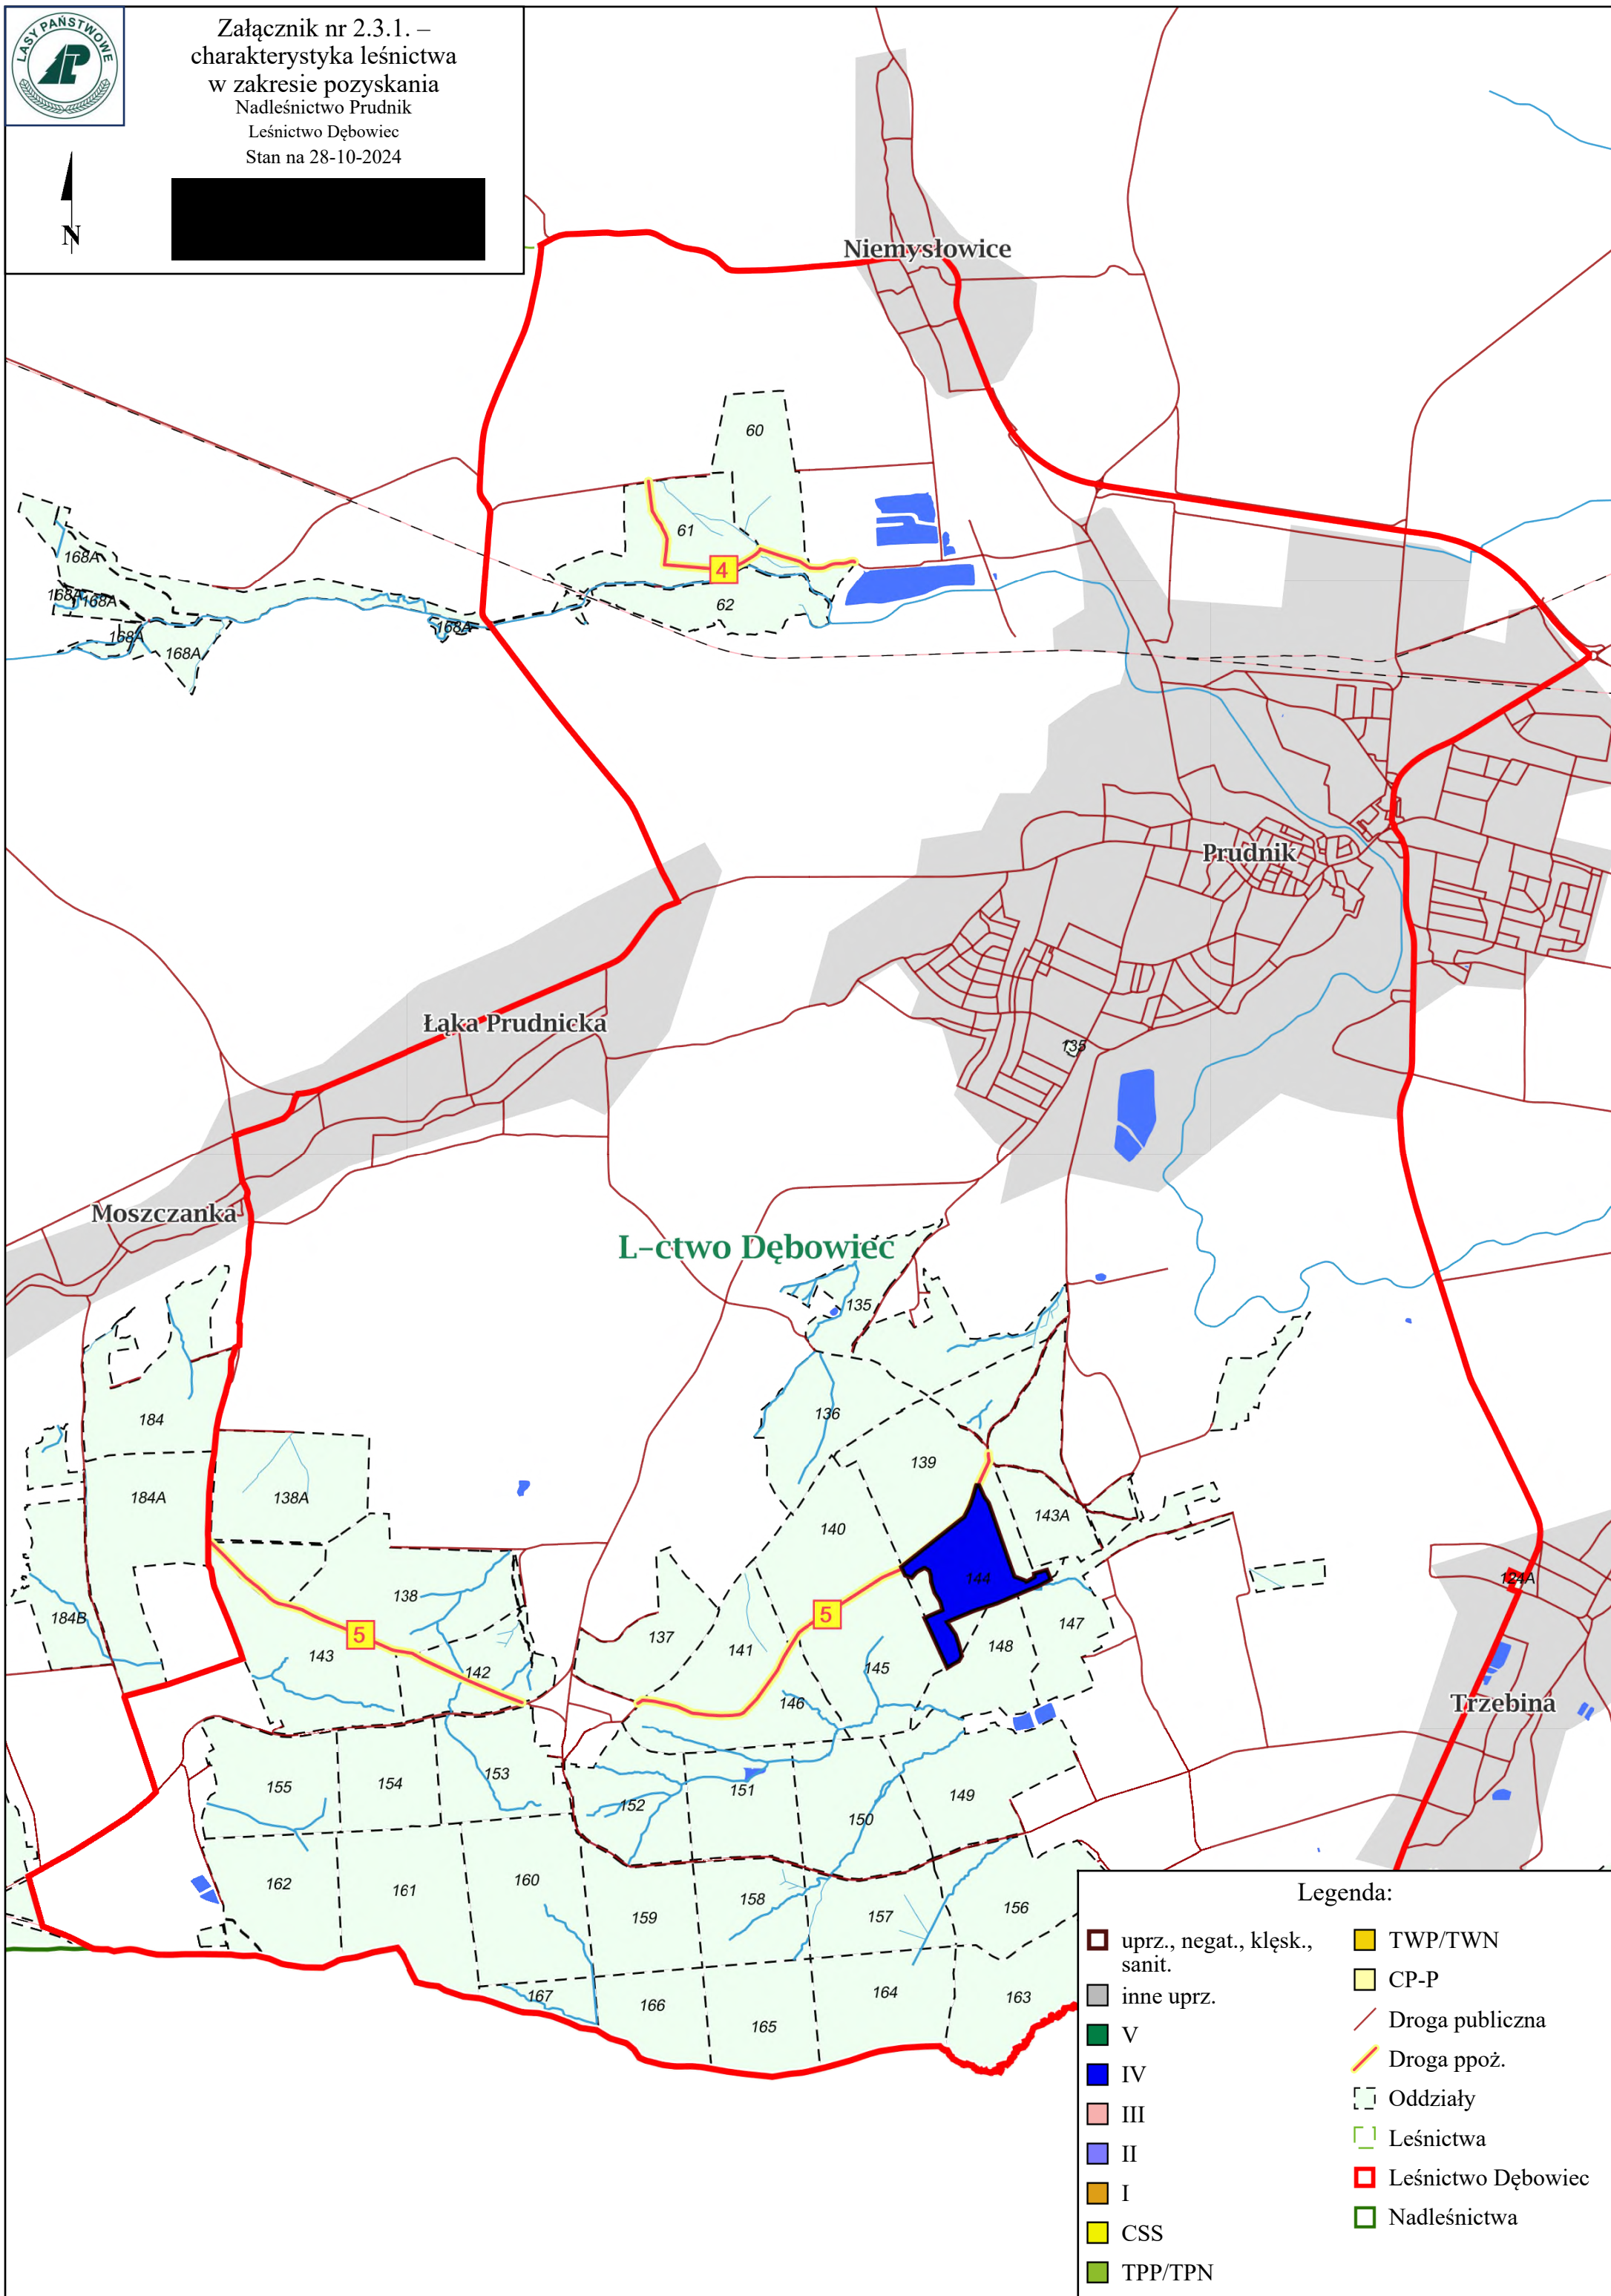 LASY PAŃSTWOWE
Załącznik nr 2.3.1. –
charakterystyka leśnictwa
w zakresie pozyskania
Nadleśnictwo Prudnik
Leśnictwo Dębowiec
Stan na 28-10-2024
N
Niemysłowice
60
61
4
62
168A
168A
168A
168A
168A
168A
Prudnik
Łąka Prudnicka
135
Moszczanka
L-ctwo Dębowiec
135
184
136
139
184A
138A
140
143A
144
124A
138
184B
5
5
137
141
143
142
145
148
147
146
Trzebina
155
154
153
152
151
150
149
162
161
160
159
158
157
156
167
166
165
164
163
Legenda:
uprz., negat., klęsk.,
sanit.
inne uprz.
V
IV
III
II
I
CSS
TPP/TPN
TWP/TWN
CP-P
Droga publiczna
Droga ppoż.
Oddziały
Leśnictwa
Leśnictwo Dębowiec
Nadleśnictwa